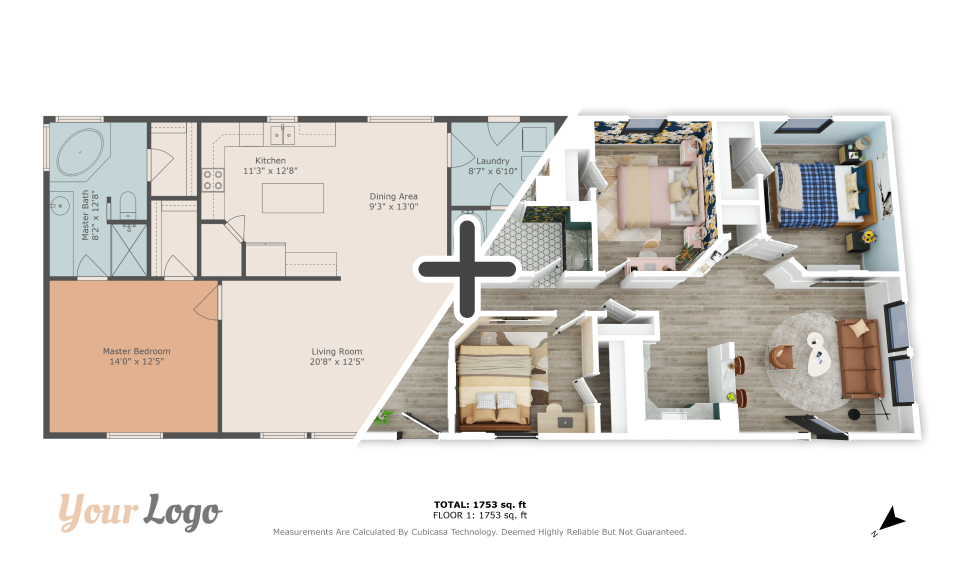 Kitchen
11'3" x 12'8"
Laundry
8'7" x 6'10"
Dining Area
9'3" x 13'0"
Master Bath
8'2" x 12'8"
Master Bedroom
14'0" x 12'5"
Living Room
20'8" x 12'5"
Your Logo
TOTAL: 1753 sq. ft
FLOOR 1: 1753 sq. ft
Measurements Are Calculated By Cubicasa Technology. Deemed Highly Reliable But Not Guaranteed.
N